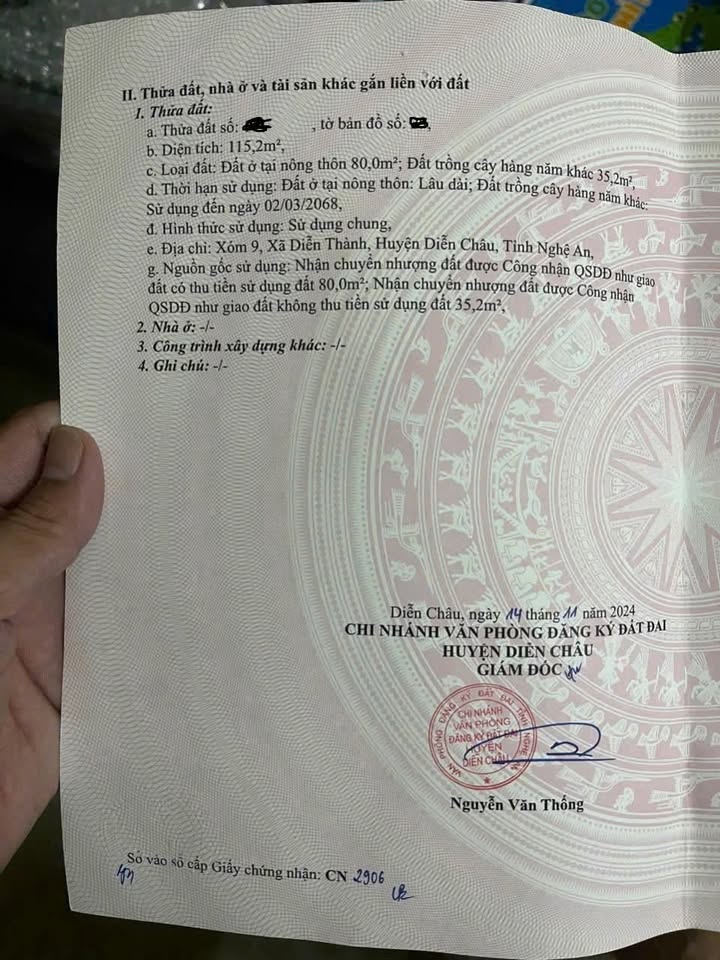 II. Thửa đất, nhà ở và tài sản khác gắn liền với đất
1. Thửa đất:
a. Thửa đất số: , tờ bản đồ số: ,
b. Diện tích: 115,2m²,
c. Loại đất: Đất ở tại nông thôn 80,0m²; Đất trồng cây hàng năm khác 35,2m²,
d. Thời hạn sử dụng: Đất ở tại nông thôn: Lâu dài; Đất trồng cây hàng năm khác:
Sử dụng đến ngày 02/03/2068,
đ. Hình thức sử dụng: Sử dụng chung,
e. Địa chỉ: Xóm 9, Xã Diễn Thành, Huyện Diễn Châu, Tỉnh Nghệ An,
g. Nguồn gốc sử dụng: Nhận chuyển nhượng đất được Công nhận QSDĐ như giao
đất có thu tiền sử dụng đất 80,0m²; Nhận chuyển nhượng đất được Công nhận
QSDĐ như giao đất không thu tiền sử dụng đất 35,2m²,
2. Nhà ở: -/-
3. Công trình xây dựng khác: -/-
4. Ghi chú: -/-
Diễn Châu, ngày 14 tháng 11 năm 2024
CHI NHÁNH VĂN PHÒNG ĐĂNG KÝ ĐẤT ĐAI
HUYỆN DIỄN CHÂU
GIÁM ĐỐC
VĂN PHÒNG ĐĂNG KÝ ĐẤT ĐAI TỈNH NGHỆ AN
CHI NHÁNH
VĂN PHÒNG
ĐĂNG KÝ ĐẤT ĐAI
HUYỆN
DIỄN CHÂU
Nguyễn Văn Thống
Số vào sổ cấp Giấy chứng nhận: CN 2906